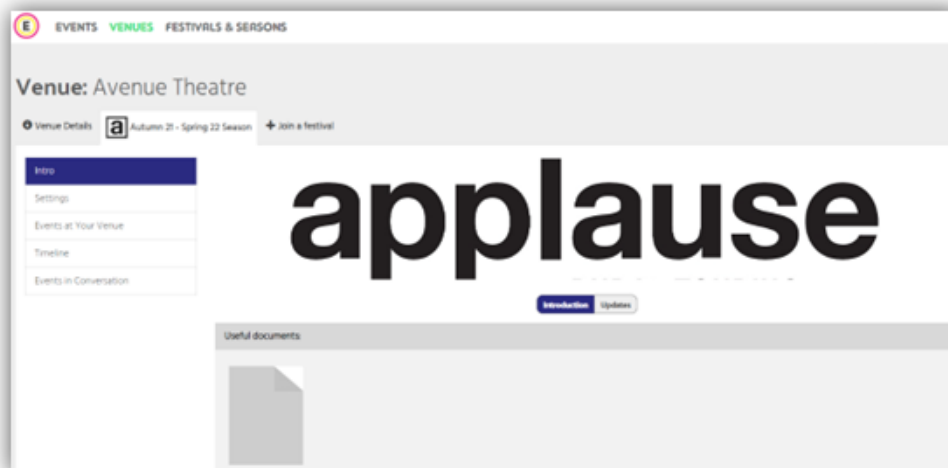 E EVENTS VENUES FESTIVALS & SEASONS
Venue: Avenue Theatre
Venue Details a Autumn 21 - Spring 22 Season Join a festival
Intro
Settings
Events at Your Venue
Timeline
Events in Conversation
applause
Introduction Updates
Useful documents: